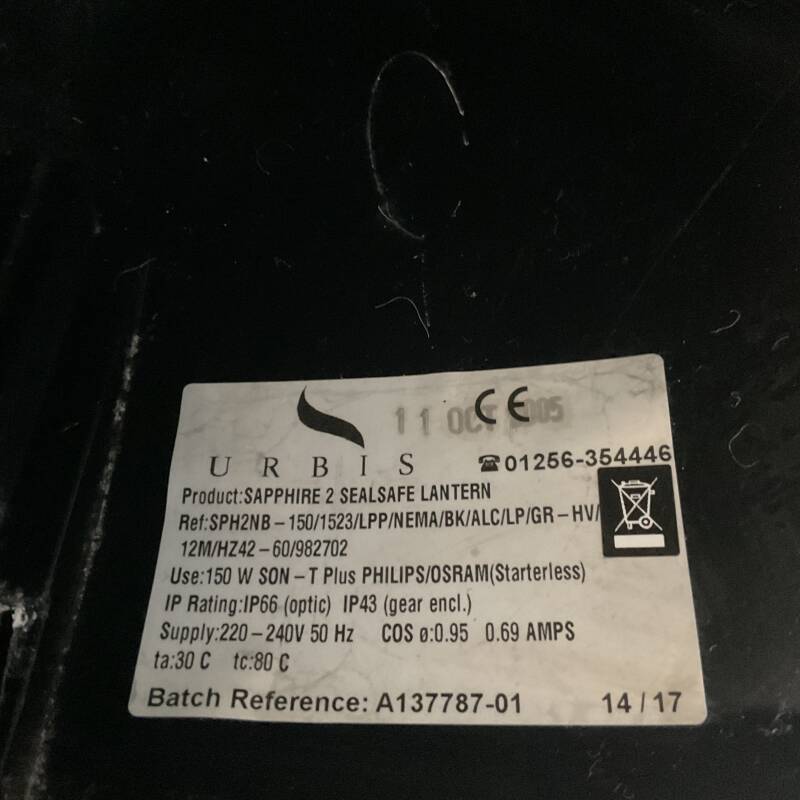 11 OCT 2005
CE
URBIS
☎01256-354446
Product:SAPPHIRE 2 SEALSAFE LANTERN
Ref:SPH2NB-150/1523/LPP/NEMA/BK/ALC/LP/GR-HV/
12M/HZ42-60/982702
Use:150 W SON-T Plus PHILIPS/OSRAM(Starterless)
IP Rating:IP66 (optic) IP43 (gear encl.)
Supply:220-240V 50 Hz COS ø:0.95 0.69 AMPS
ta:30 C tc:80 C
Batch Reference: A137787-01 14/17